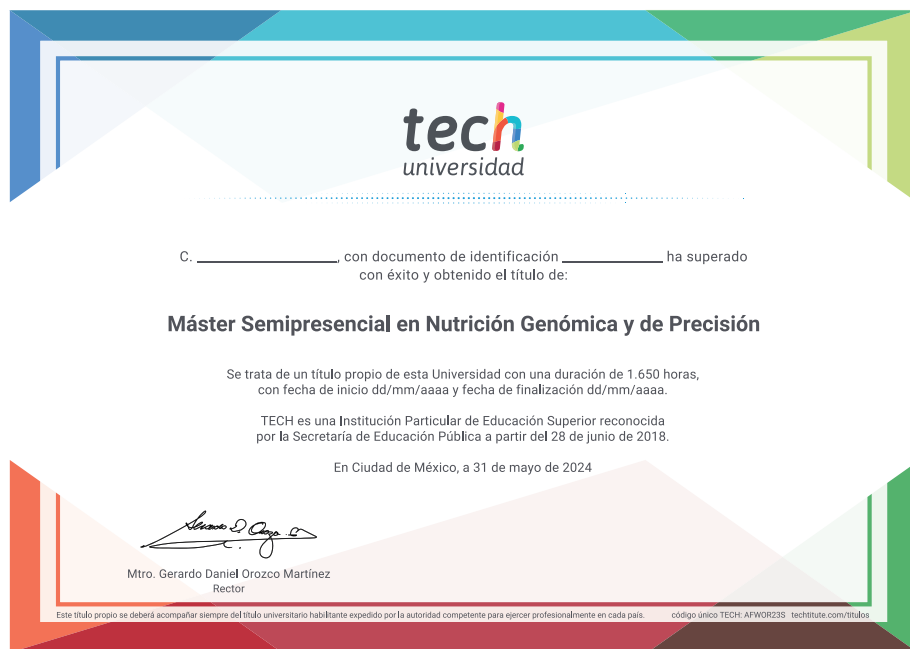 tech
universidad
C. ____________, con documento de identificación ____________ ha superado
con éxito y obtenido el título de:
Máster Semipresencial en Nutrición Genómica y de Precisión
Se trata de un título propio de esta Universidad con una duración de 1.650 horas,
con fecha de inicio dd/mm/aaaa y fecha de finalización dd/mm/aaaa.
TECH es una Institución Particular de Educación Superior reconocida
por la Secretaría de Educación Pública a partir del 28 de junio de 2018.
En Ciudad de México, a 31 de mayo de 2024
Mtro. Gerardo Daniel Orozco Martínez
Rector
Este título propio se deberá acompañar siempre del título universitario habilitante expedido por la autoridad competente para ejercer profesionalmente en cada país. código único TECH: AFWOR23S techtitute.com/titulos